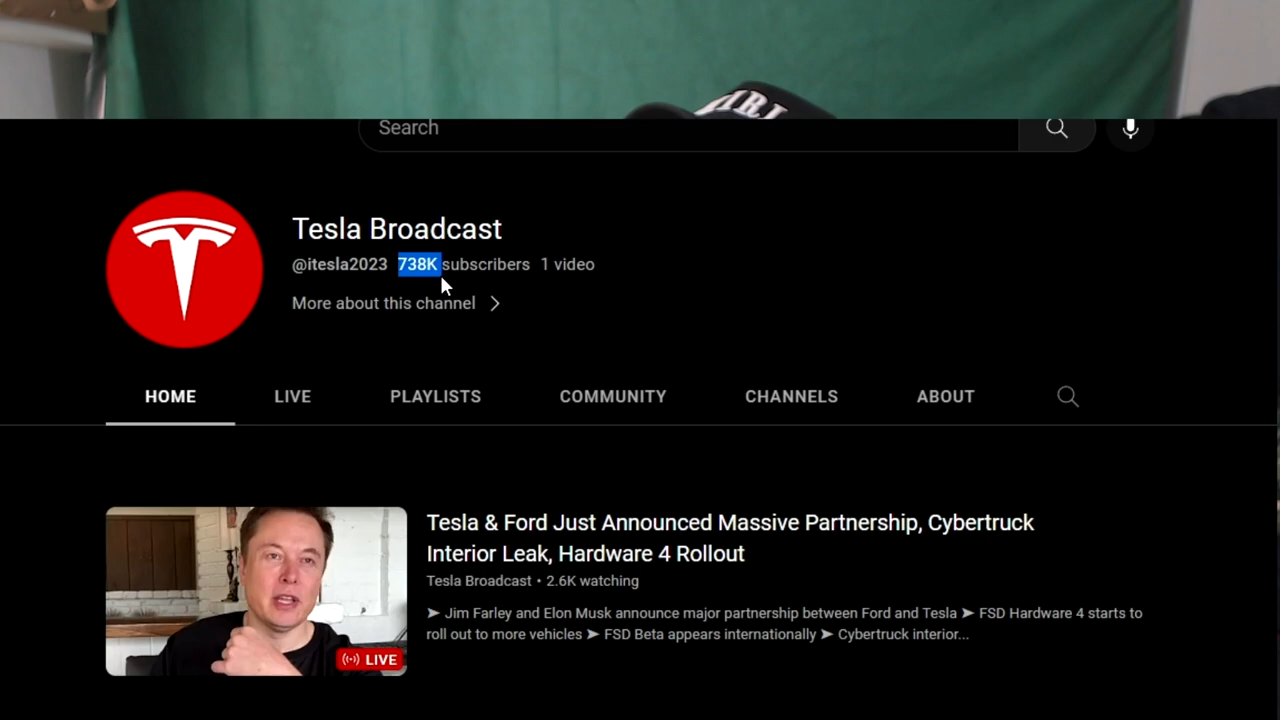 Search
Tesla Broadcast
@itesla2023 738K subscribers 1 video
More about this channel
HOME LIVE PLAYLISTS COMMUNITY CHANNELS ABOUT
Tesla & Ford Just Announced Massive Partnership, Cybertruck
Interior Leak, Hardware 4 Rollout
Tesla Broadcast • 2.6K watching
➤ Jim Farley and Elon Musk announce major partnership between Ford and Tesla ➤ FSD Hardware 4 starts to
roll out to more vehicles ➤ FSD Beta appears internationally ➤ Cybertruck interior...
LIVE